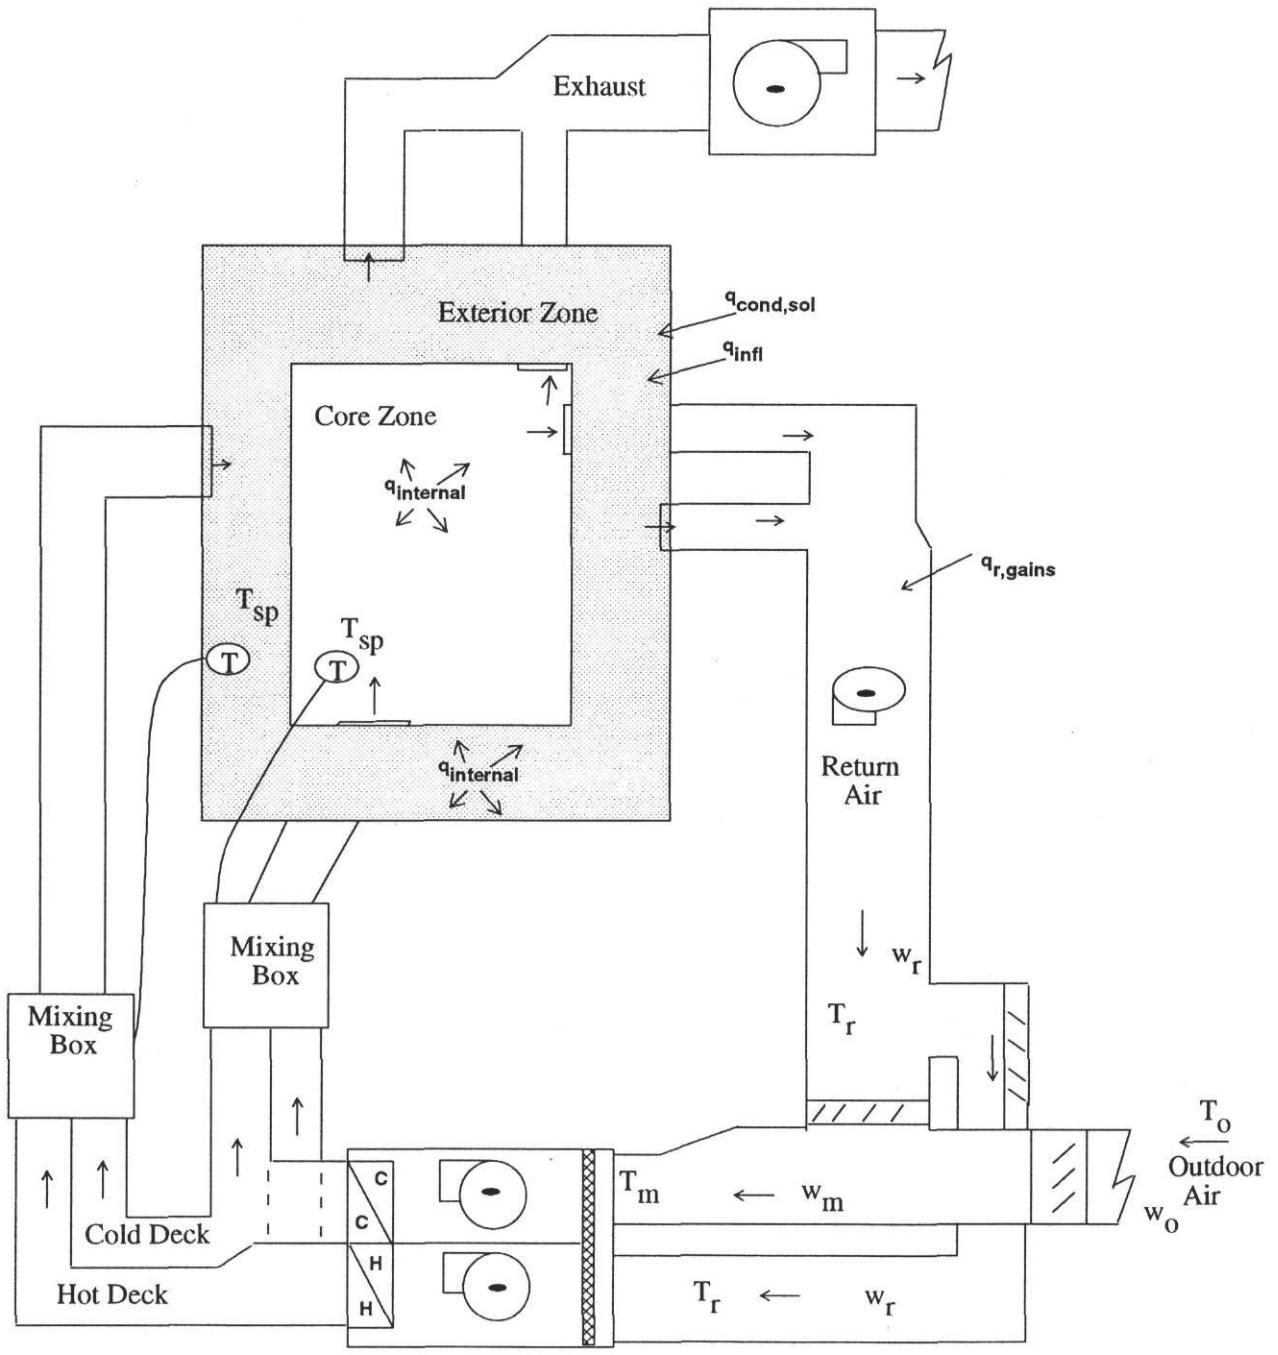 Exhaust
Exterior Zone
qcond,sol
qinfl
Core Zone
qinternal
qr,gains
Tsp
Tsp
T
T
qinternal
Return
Air
wr
Mixing
Box
Mixing
Box
Tr
To
Outdoor
Air
wo
Tm
wm
C
C
Cold Deck
H
H
Hot Deck
Tr
wr